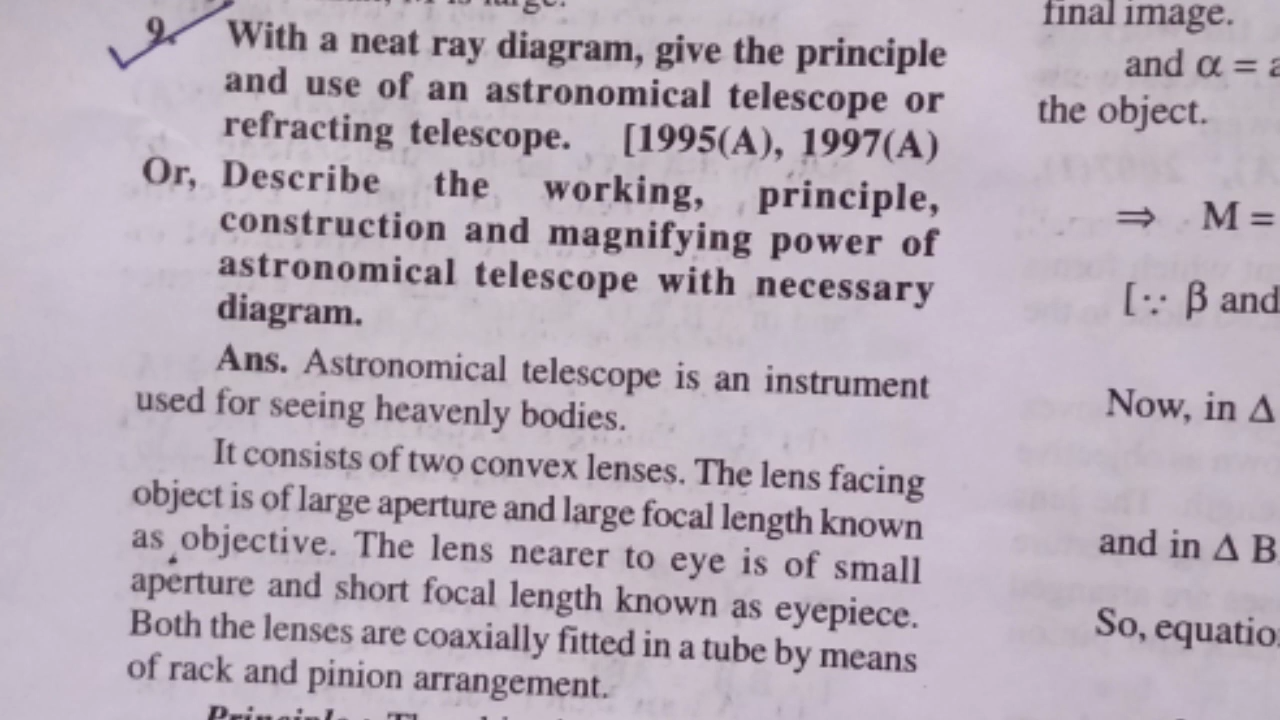 is large.
9. With a neat ray diagram, give the principle
and use of an astronomical telescope or
refracting telescope. [1995(A), 1997(A)
Or, Describe the working, principle,
construction and magnifying power of
astronomical telescope with necessary
diagram.
Ans. Astronomical telescope is an instrument
used for seeing heavenly bodies.
It consists of two convex lenses. The lens facing
object is of large aperture and large focal length known
as objective. The lens nearer to eye is of small
aperture and short focal length known as eyepiece.
Both the lenses are coaxially fitted in a tube by means
of rack and pinion arrangement.
Principle :
final image.
and α =
the object.
⇒ M =
[∵ β and
Now, in Δ
and in Δ B
So, equatio